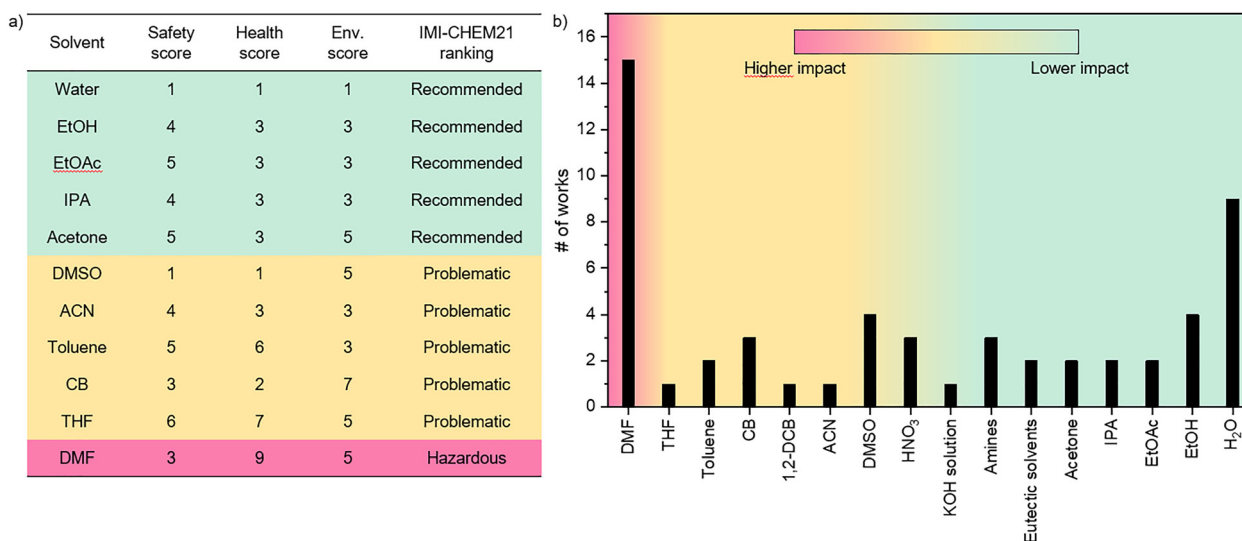 a)
Solvent Safety score Health score Env. score IMI-CHEM21 ranking
Water 1 1 1 Recommended
EtOH 4 3 3 Recommended
EtOAc 5 3 3 Recommended
IPA 4 3 3 Recommended
Acetone 5 3 5 Recommended
DMSO 1 1 5 Problematic
ACN 4 3 3 Problematic
Toluene 5 6 3 Problematic
CB 3 2 7 Problematic
THF 6 7 5 Problematic
DMF 3 9 5 Hazardous
b)
Higher impact Lower impact
# of works
16
14
12
10
8
6
4
2
0
DMF
THF
Toluene
CB
1,2-DCB
ACN
DMSO
HNO₃
KOH solution
Amines
Eutectic solvents
Acetone
IPA
EtOAc
EtOH
H₂O